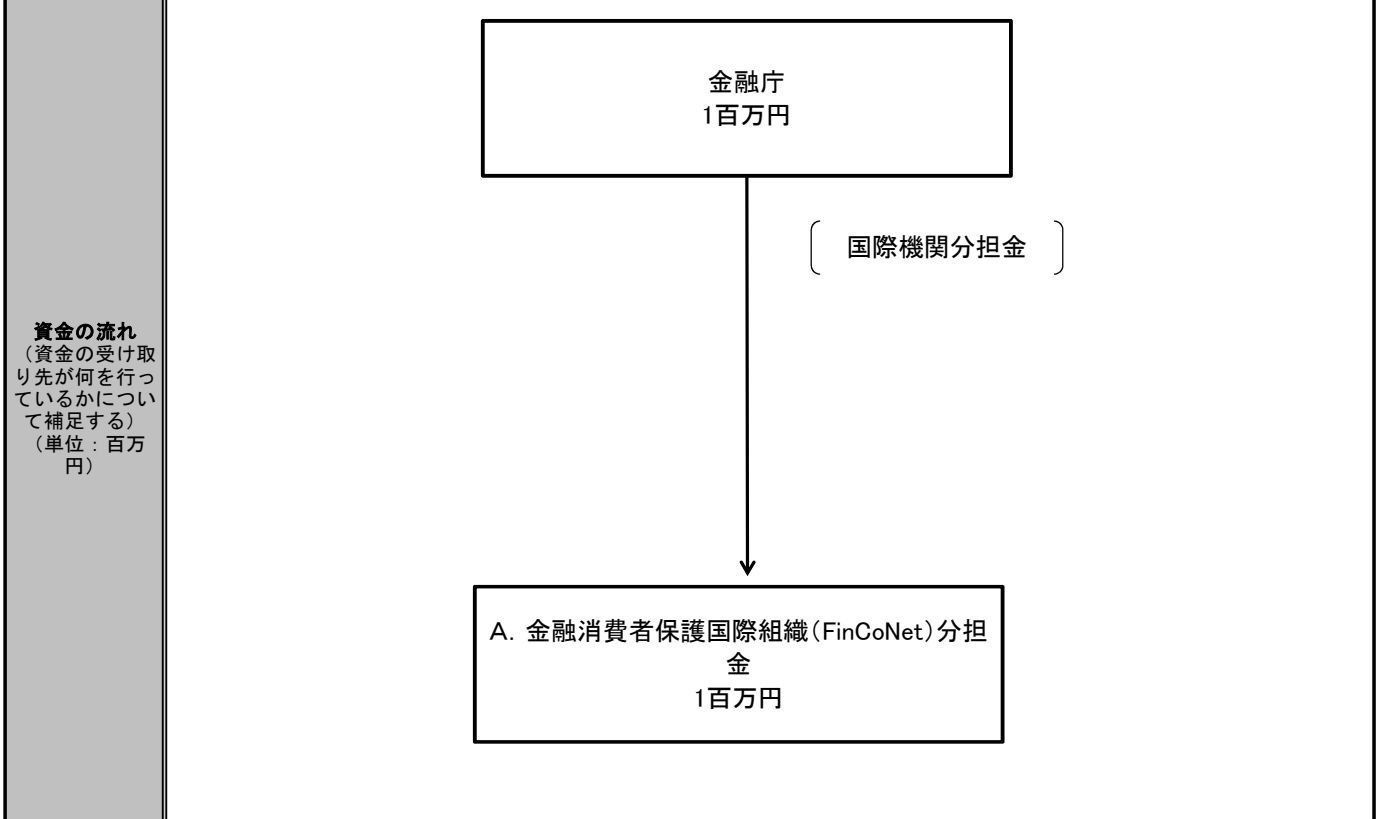 資金の流れ
（資金の受け取
り先が何を行っ
ているかについ
て補足する）
（単位：百万
円）
金融庁
1百万円
国際機関分担金
A．金融消費者保護国際組織（FinCoNet）分担
金
1百万円